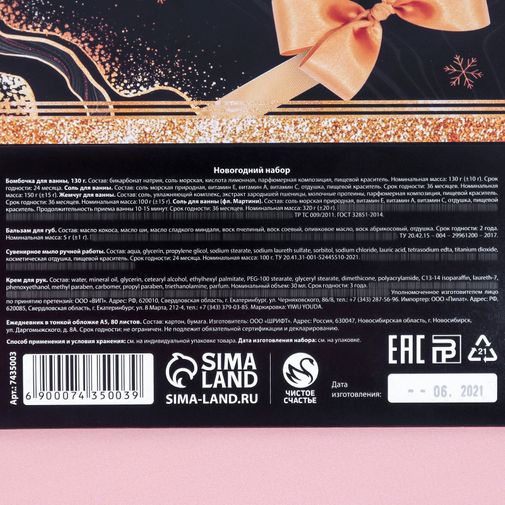 Новогодний набор
Бомбочка для ванны, 130 г. Состав: бикарбонат натрия, соль морская, кислота лимонная, парфюмерная композиция, пищевой краситель. Номинальная масса: 130 г (±10 г). Срок
годности: 24 месяца. Соль для ванны. Состав: соль морская природная, витамин Е, витамин А, витамин С, отдушка, пищевой краситель. Срок годности: 36 месяцев. Номинальная
масса: 150 г (±15 г). Жемчуг для ванны. Состав: соль, увлажняющий комплекс, экстракт
Срок годности: 36 месяцев. Номинальная масса: 100 г (±15 г). Соль для ванны (фл. Мартини). Состав: соль морская природная, витамин Е, витамин А, витамин С, отдушка, пищевой
краситель. Время принятия ванны 10-15 минут. Срок годности: 36 месяцев. Номинальная масса: 320 г (±20 г).
ТР ТС 009/2011. ГОСТ 32851-2014.
Бальзам для губ. Состав: масло кокоса, масло ши, масло сладкого миндаля, воск пчелиный, воск соевый, оливковое масло, воск абрикосовый, отдушка. Срок годности: 2 года.
Номинальная масса: 5 г (±1 г).
ТУ 20.42.15 – 004 – 29961200 – 2017.
Сувенирное мыло ручной работы. Состав: aqua, glycerin, propylene glicol, sodium stearate, sodium laureth sulfate, sorbitol, sodium chloride, lauric acid, tetrasodium edta, titanium dioxide,
косметическая отдушка, пищевой краситель. Срок годности: 24 месяца. Номинальная масса: 100 г. ТУ 20.41.31-001-52445510-2021.
Крем для рук. Состав: water, mineral oil, glycerin, cetearyl alcohol, ethylhexyl palmitate, PEG-100 stearate, glyceryl stearate, dimethicone, polyacrylamide, C13-14 isoparaffin, laureth-7,
phenoxyethanol, methyl paraben, carbomer, propyl paraben, triethanolamine, parfum. Номинальный объем: 30 мл. Срок годности: 3 года.
Уполномоченное изготовителем лицо
по принятию претензий: ООО «ВИП». Адрес: РФ, 620010, Свердловская область, г. Екатеринбург, ул. Черняховского, 86/8, тел.: +7 (343) 287-56-96. Импортер: ООО «Пилат». Адрес: РФ,
620085, Свердловская область, г. Екатеринбург, ул. 8 Марта, 212-4, тел.: +7 (343) 379-03-85. Марка/производитель: YIWU YOUDA.
Ежедневник в тонкой обложке А5, 80 листов. Состав: картон, бумага. Изготовитель: ООО «ШРИФТ». Адрес: Россия, 630047, Новосибирская область, г. Новосибирск,
ул. Даргомыжского, д. 8А. Срок годности не ограничен. Не подлежит обязательной сертификации и декларированию.
Способ применения и условия хранения: см. на индивидуальной упаковке товара. Дата изготовления набора: см. на упаковке.
Арт.: 7435003
6 900074 350039
SIMA
LAND
SIMA-LAND.RU
ЧИСТОЕ
СЧАСТЬЕ
Дата
изготовления:
-- 06. 2021
EAC
21